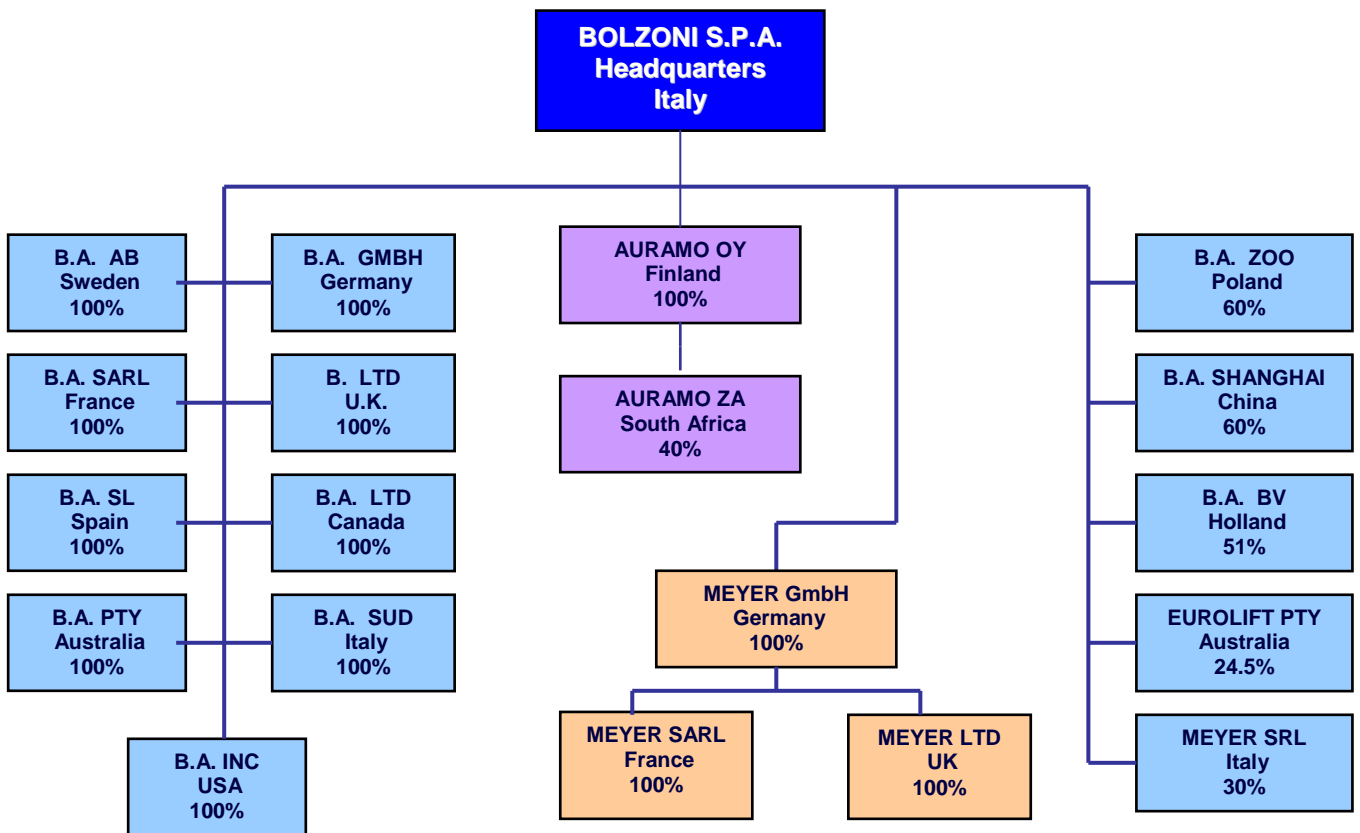 BOLZONI S.P.A.
Headquarters
Italy
B.A. AB
Sweden
100%
B.A. GMBH
Germany
100%
AURAMO OY
Finland
100%
B.A. ZOO
Poland
60%
B.A. SARL
France
100%
B. LTD
U.K.
100%
AURAMO ZA
South Africa
40%
B.A. SHANGHAI
China
60%
B.A. SL
Spain
100%
B.A. LTD
Canada
100%
B.A. BV
Holland
51%
MEYER GmbH
Germany
100%
B.A. PTY
Australia
100%
B.A. SUD
Italy
100%
EUROLIFT PTY
Australia
24.5%
B.A. INC
USA
100%
MEYER SARL
France
100%
MEYER LTD
UK
100%
MEYER SRL
Italy
30%